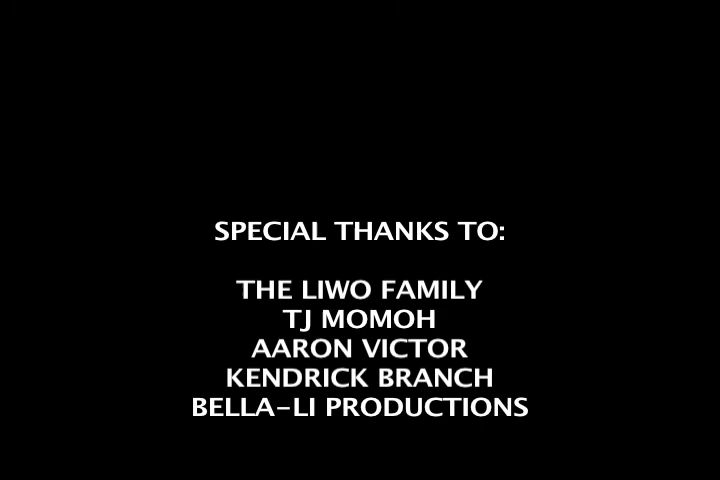 SPECIAL THANKS TO:
THE LIWO FAMILY
TJ MOMOH
AARON VICTOR
KENDRICK BRANCH
BELLA-LI PRODUCTIONS